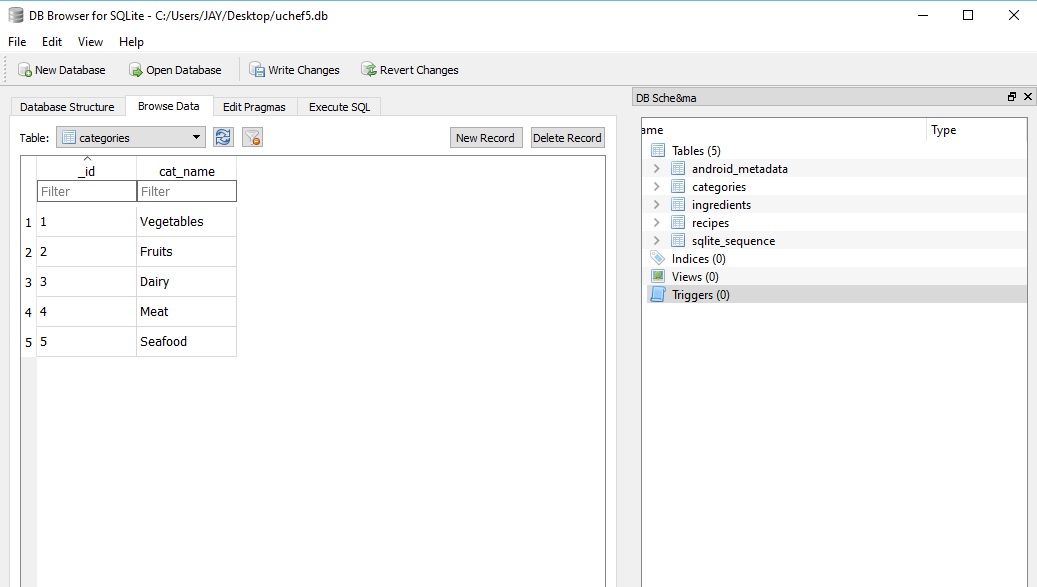 DB Browser for SQLite - C:/Users/JAY/Desktop/uchef5.db
File Edit View Help
New Database Open Database Write Changes Revert Changes
Database Structure Browse Data Edit Pragmas Execute SQL
Table: categories New Record Delete Record
_id cat_name
Filter Filter
1 1 Vegetables
2 2 Fruits
3 3 Dairy
4 4 Meat
5 5 Seafood
DB Sche&ma
ame Type
Tables (5)
android_metadata
categories
ingredients
recipes
sqlite_sequence
Indices (0)
Views (0)
Triggers (0)